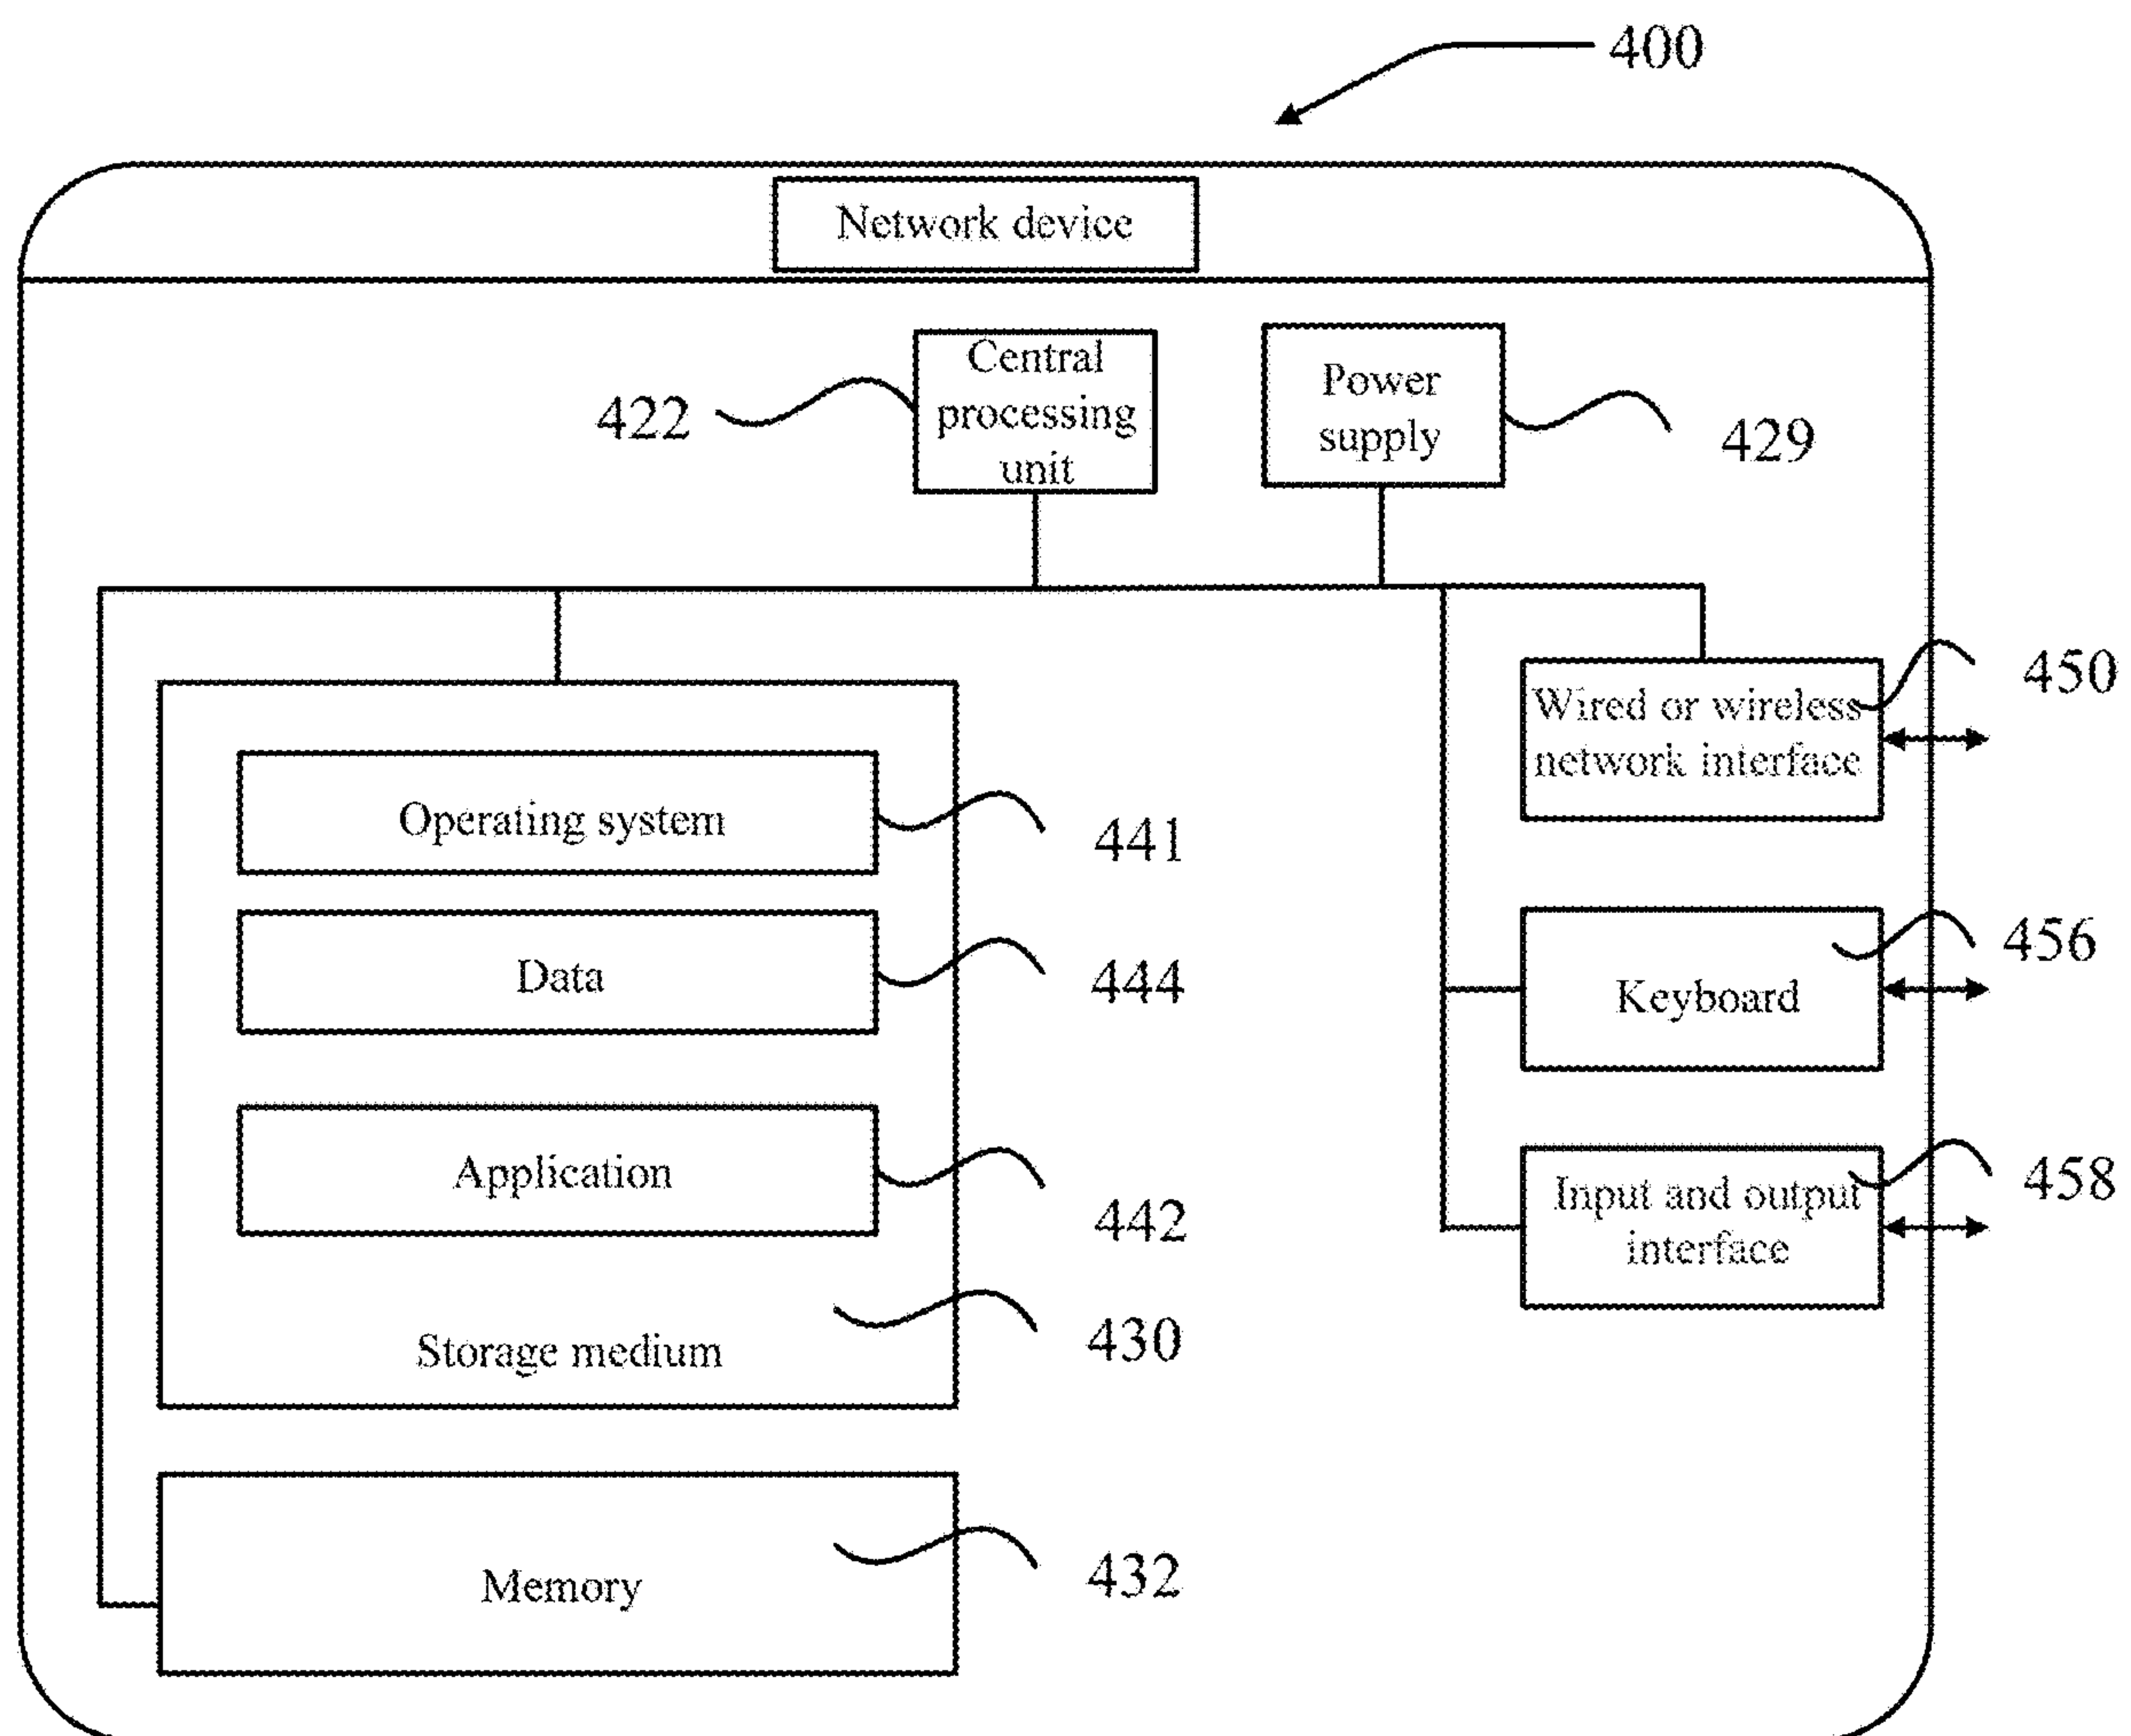 400
Network device
Central
processing
unit
422
Power
supply
429
Wired or wireless
network interface
450
Operating system
441
Data
444
Keyboard
456
Application
442
Input and output
interface
458
Storage medium
430
Memory
432